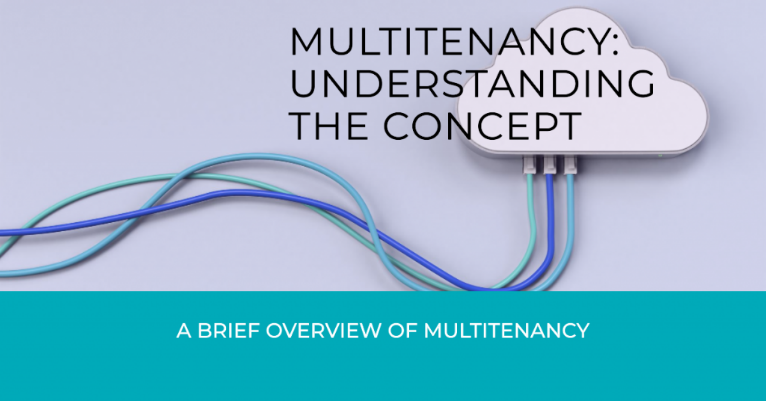 MULTITENANCY:
UNDERSTANDING
THE CONCEPT
A BRIEF OVERVIEW OF MULTITENANCY